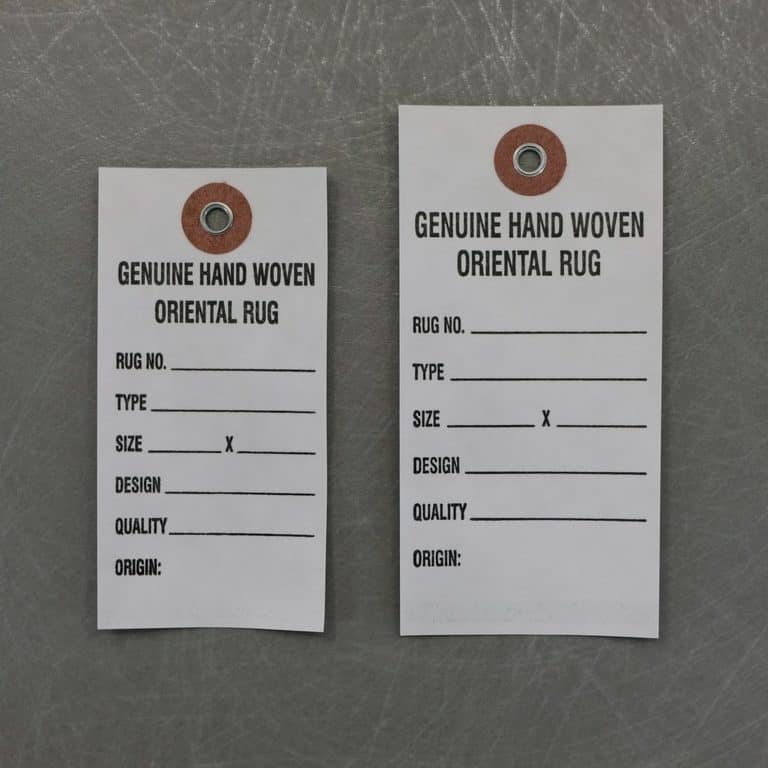 GENUINE HAND WOVEN
ORIENTAL RUG
RUG NO.
TYPE
SIZE X
DESIGN
QUALITY
ORIGIN:
GENUINE HAND WOVEN
ORIENTAL RUG
RUG NO.
TYPE
SIZE X
DESIGN
QUALITY
ORIGIN: